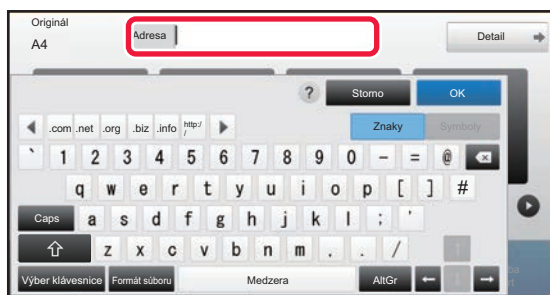 Originál
A4
Adresa
Detail
?
Storno
OK
.com .net .org .biz .info http:/ /
Znaky
Symboly
` 1 2 3 4 5 6 7 8 9 0 - = @
q w e r t y u i o p [ ] #
Caps a s d f g h j k l ; '
z x c v b n m , . /
Výber klávesnice Formát súboru Medzera AltGr